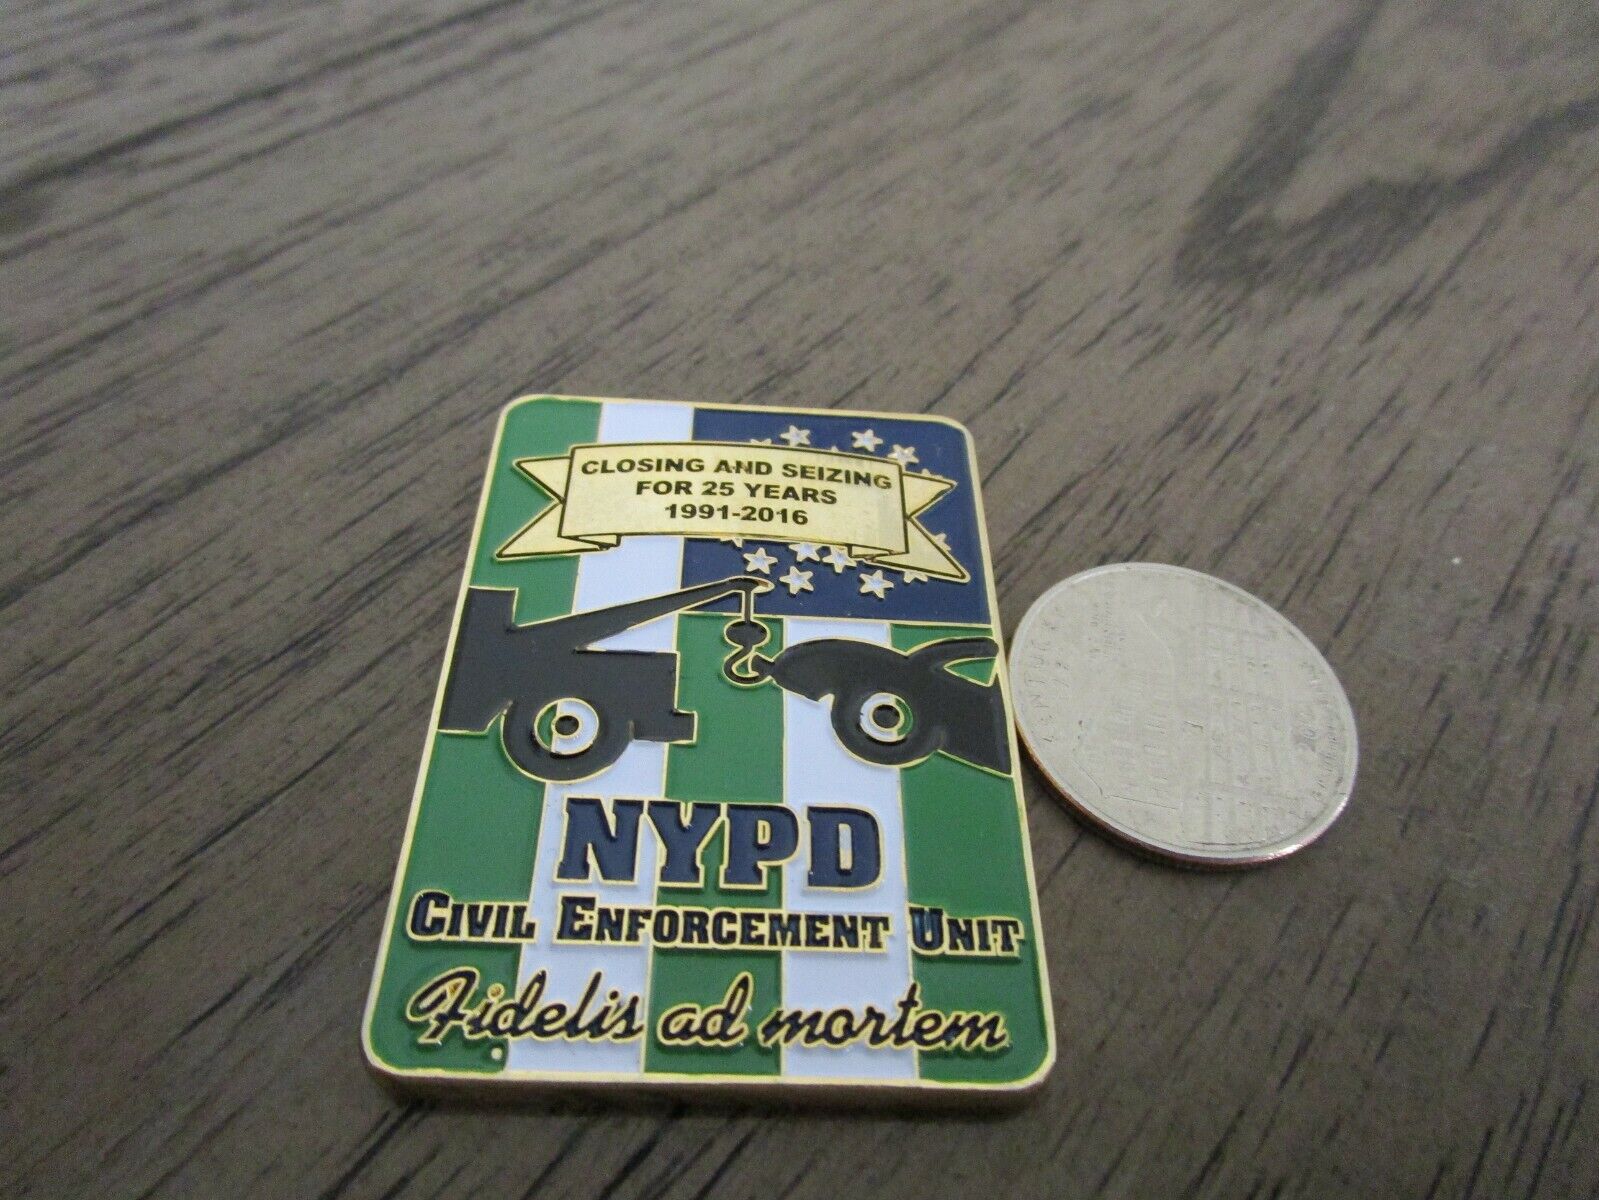 CLOSING AND SEIZING
FOR 25 YEARS
1991-2016
NYPD
CIVIL ENFORCEMENT UNIT
Fidelis ad mortem